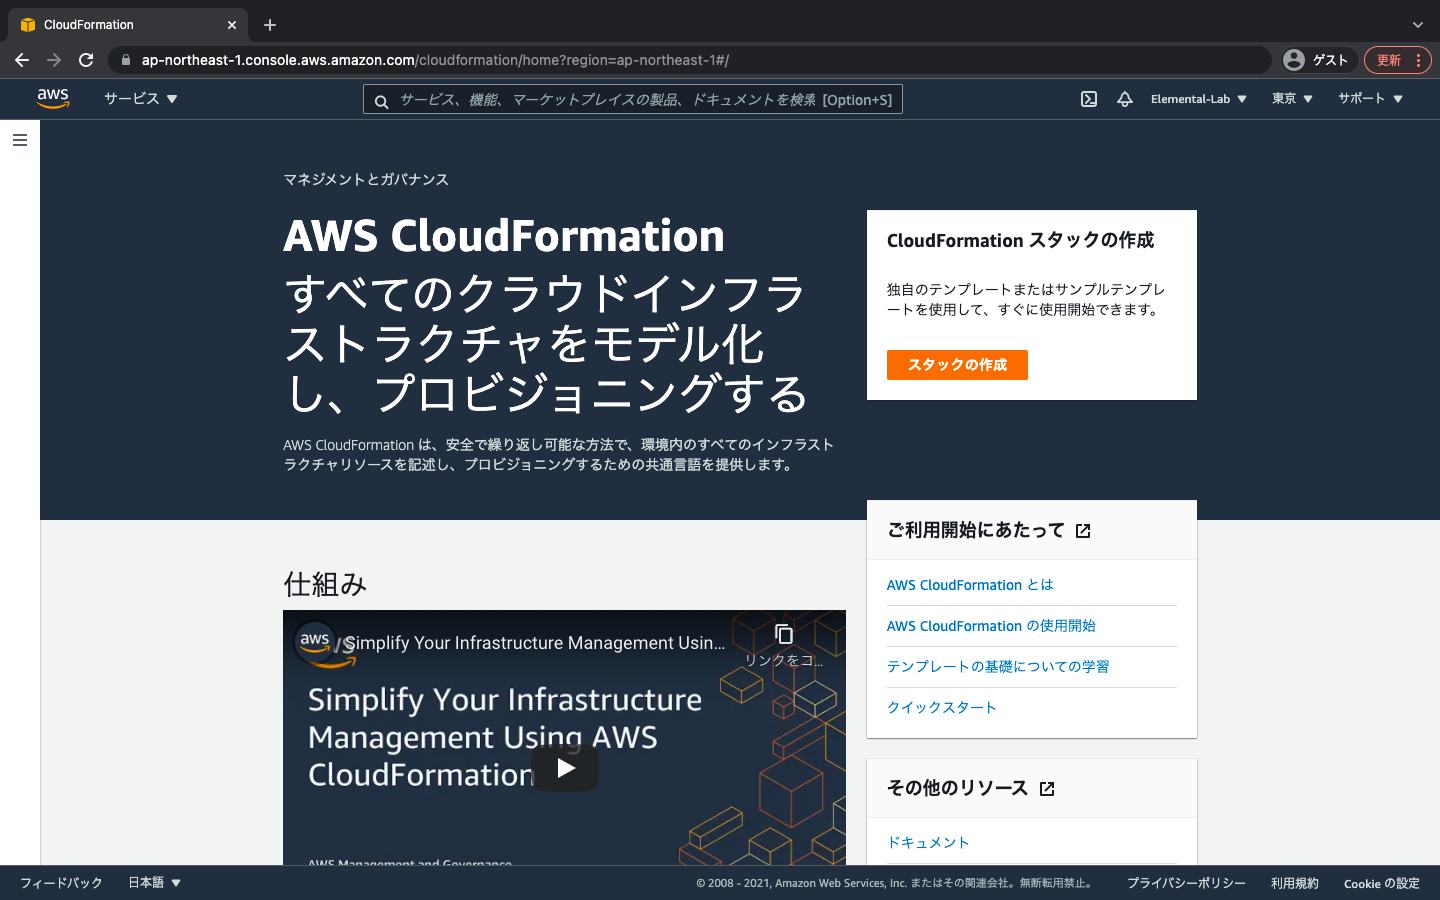 CloudFormation
ap-northeast-1.console.aws.amazon.com/cloudformation/home?region=ap-northeast-1#/
ゲスト
更新
aws
サービス
サービス、機能、マーケットプレイスの製品、ドキュメントを検索 [Option+S]
Elemental-Lab
東京
サポート
マネジメントとガバナンス
AWS CloudFormation
すべてのクラウドインフラ
ストラクチャをモデル化
し、プロビジョニングする
AWS CloudFormation は、安全で繰り返し可能な方法で、環境内のすべてのインフラスト
ラクチャリソースを記述し、プロビジョニングするための共通言語を提供します。
CloudFormation スタックの作成
独自のテンプレートまたはサンプルテンプレ
ートを使用して、すぐに使用開始できます。
スタックの作成
ご利用開始にあたって
AWS CloudFormation とは
AWS CloudFormation の使用開始
テンプレートの基礎についての学習
クイックスタート
その他のリソース
ドキュメント
仕組み
aws
Simplify Your Infrastructure Management Usin...
リンクをコ...
Simplify Your Infrastructure
Management Using AWS
CloudFormation
AWS Management and Governance
フィードバック
日本語
© 2008 - 2021, Amazon Web Services, Inc. またはその関連会社。無断転用禁止。
プライバシーポリシー
利用規約
Cookie の設定